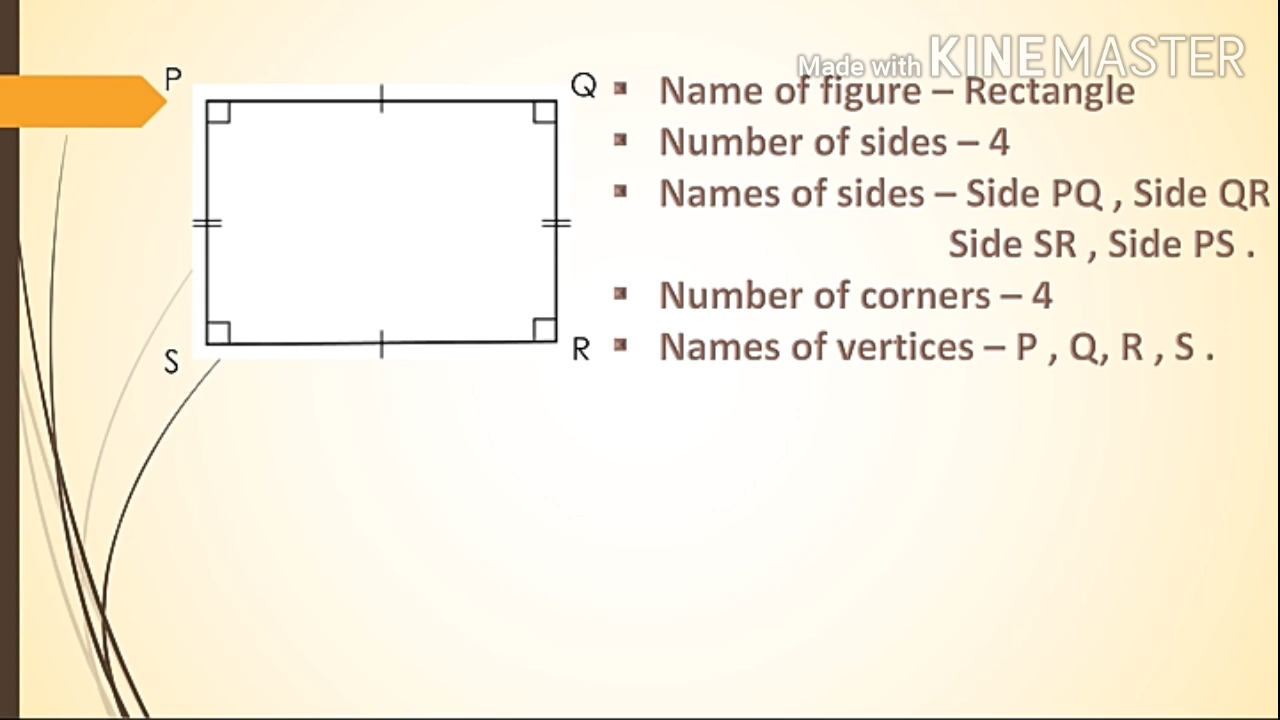 Made with KINEMASTER
P
Q
S
R
▪ Name of figure – Rectangle
▪ Number of sides – 4
▪ Names of sides – Side PQ , Side QR
Side SR , Side PS .
▪ Number of corners – 4
▪ Names of vertices – P , Q, R , S .